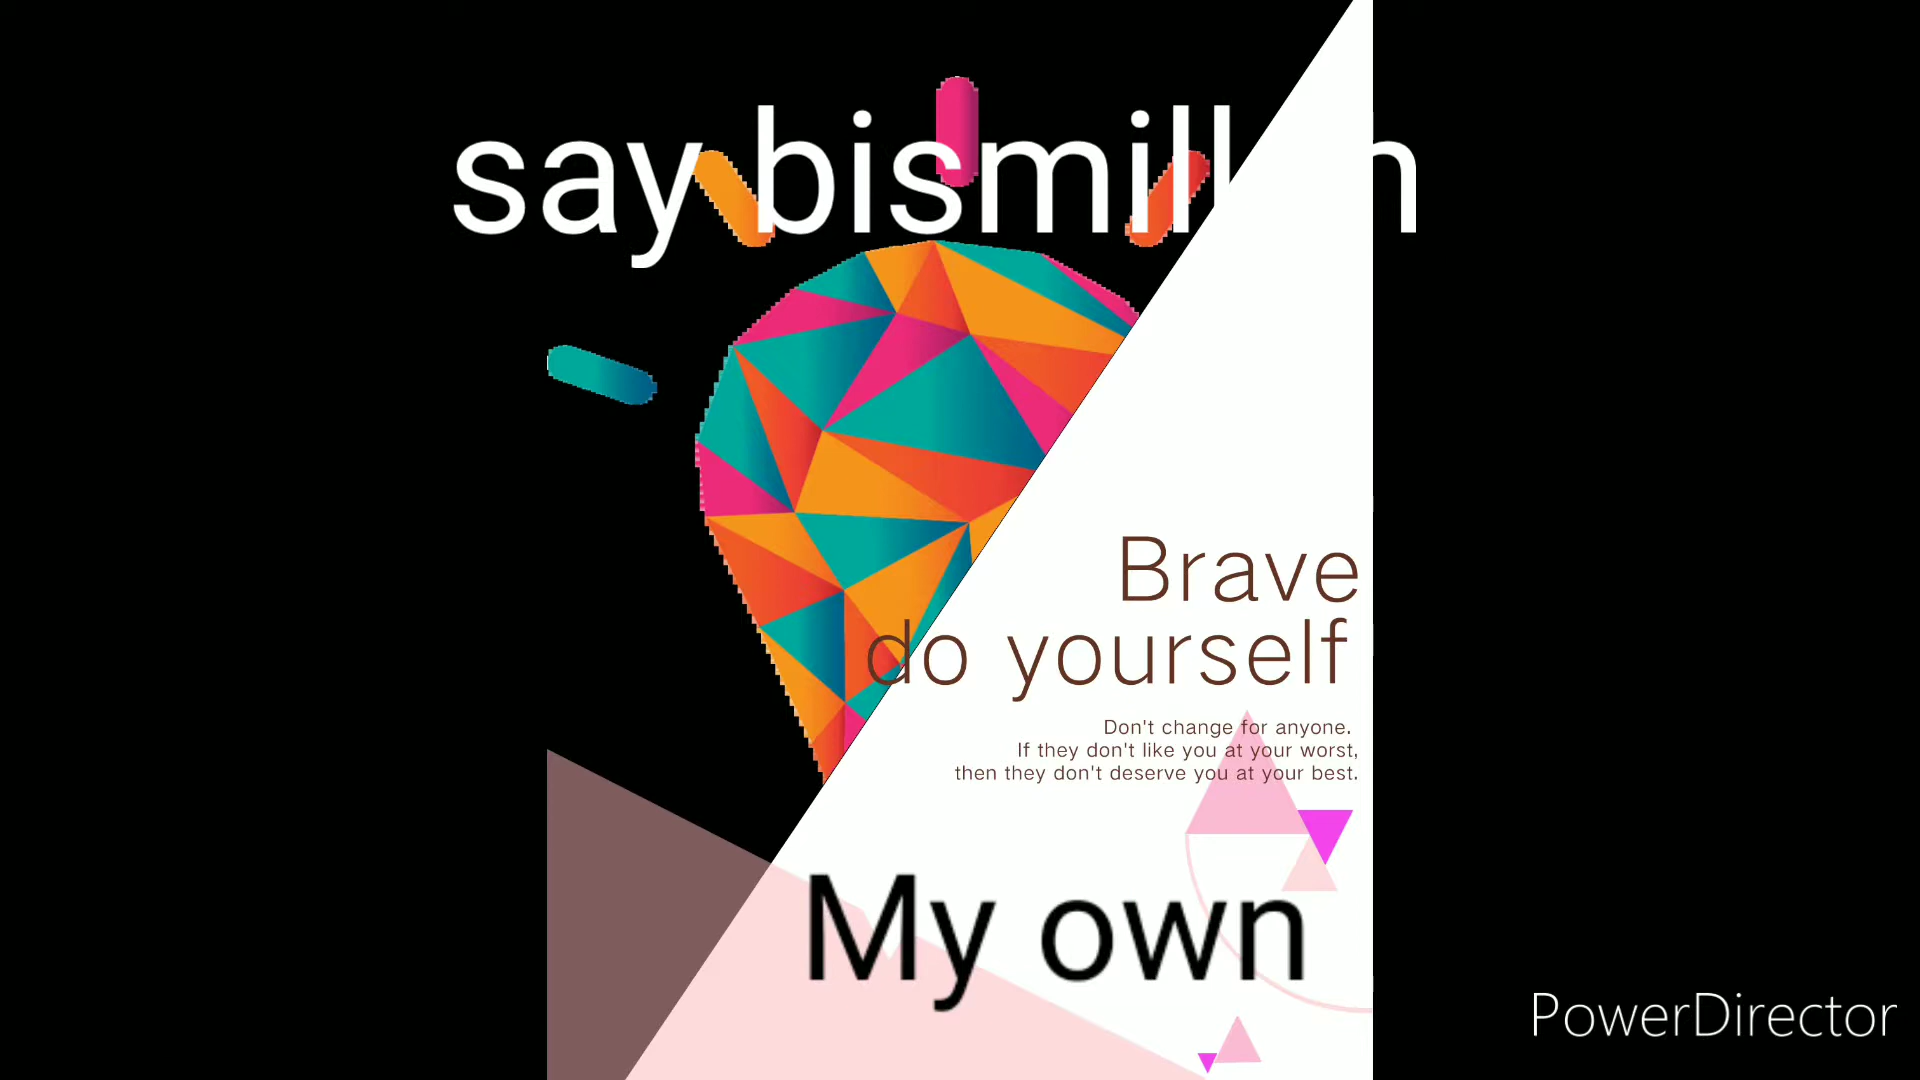 say bismill h
Brave
do yourself
Don't change for anyone.
If they don't like you at your worst,
then they don't deserve you at your best.
My own
PowerDirector